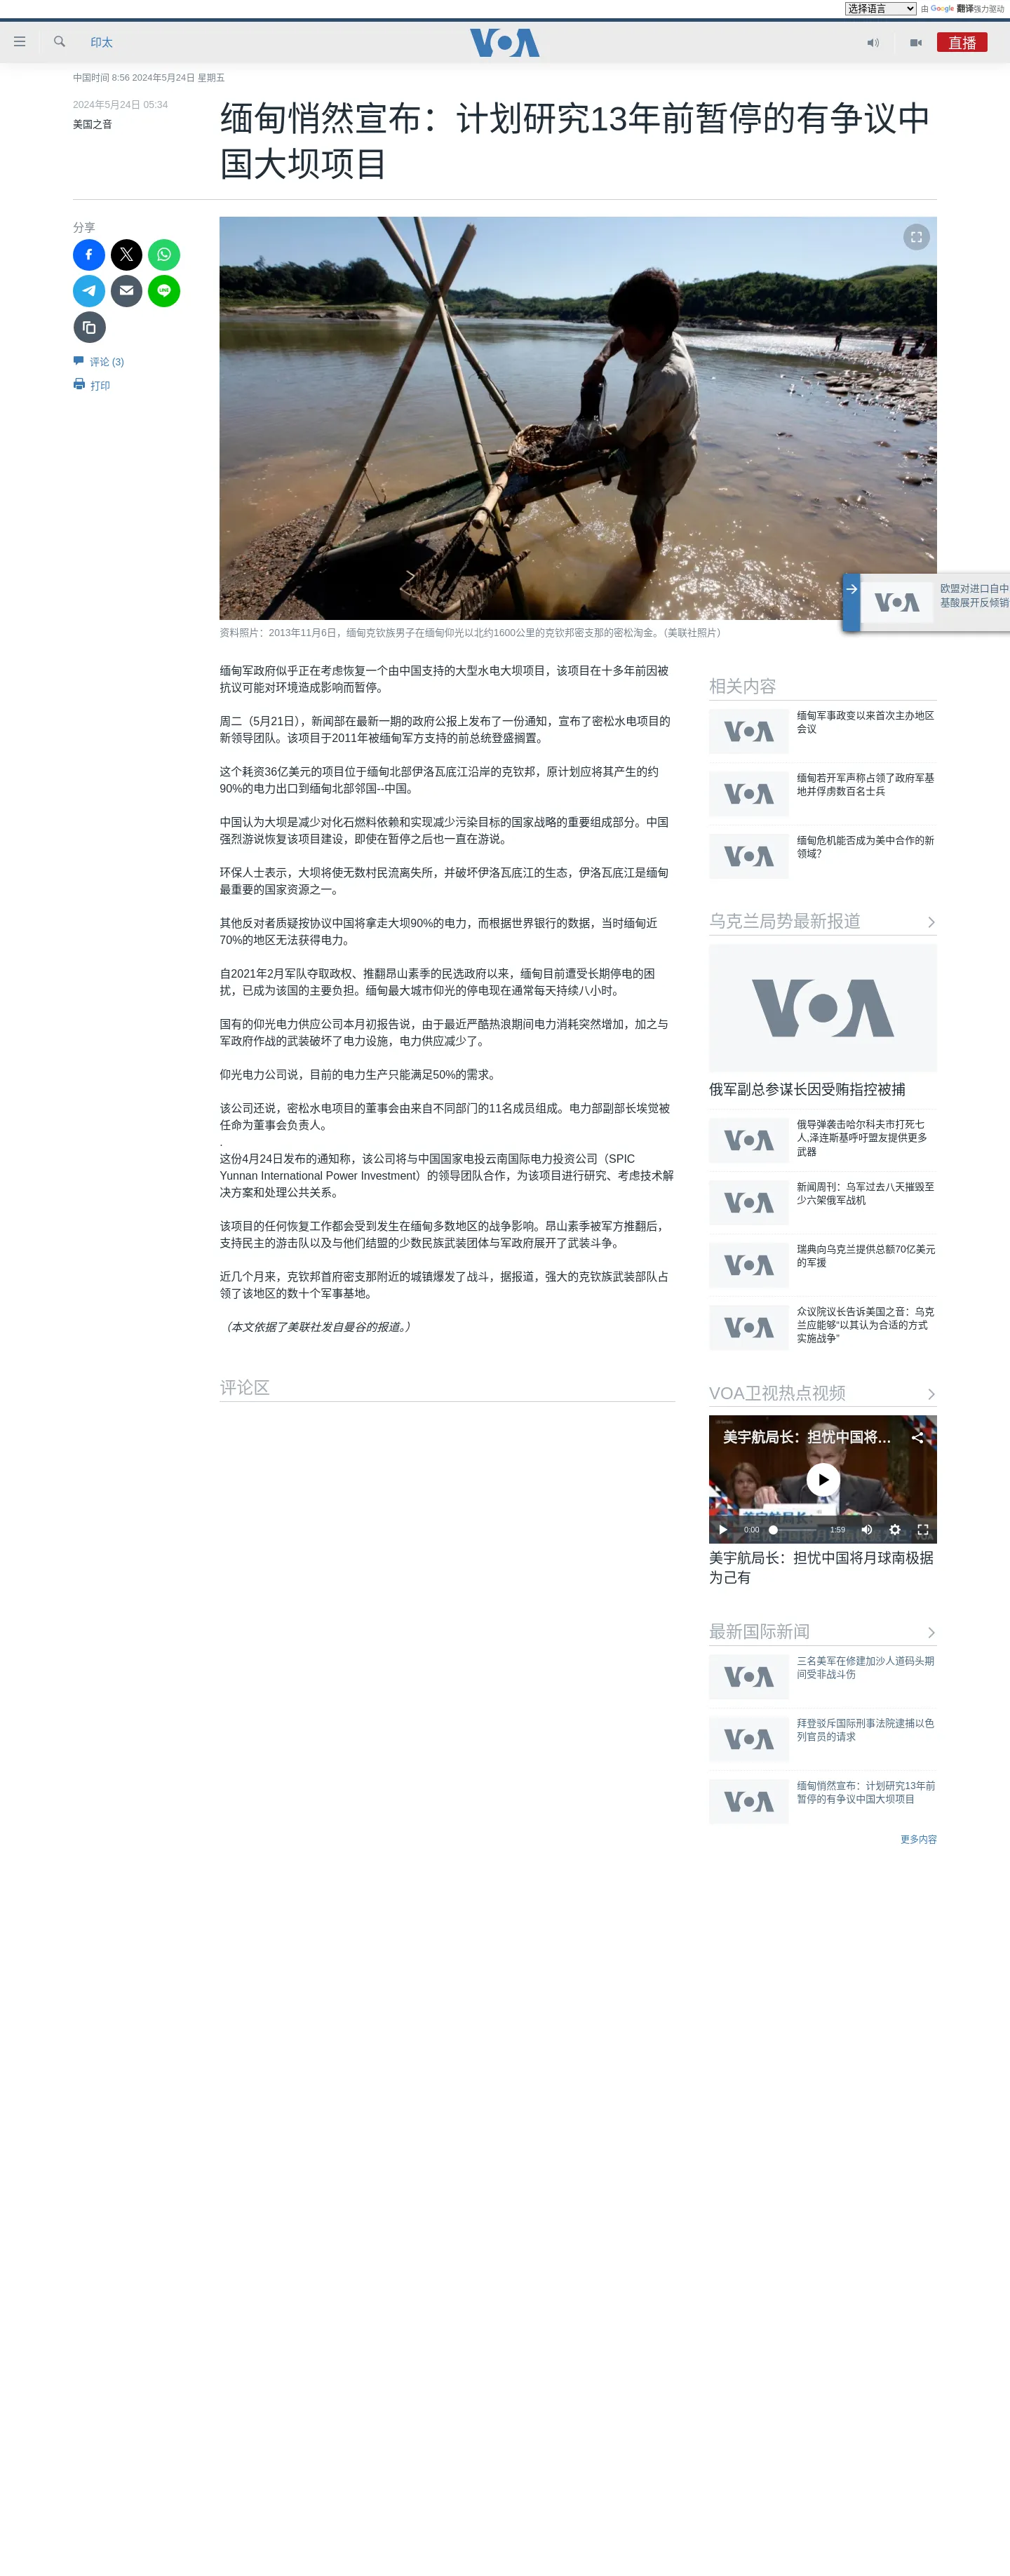 选择语言
由 Google 翻译强力驱动
印太
VOA
直播
中国时间 8:56 2024年5月24日 星期五
2024年5月24日 05:34
美国之音
缅甸悄然宣布：计划研究13年前暂停的有争议中
国大坝项目
分享
评论 (3)
打印
资料照片：2013年11月6日，缅甸克钦族男子在缅甸仰光以北约1600公里的克钦邦密支那的密松淘金。（美联社照片）
VOA
欧盟对进口自中
基酸展开反倾销
缅甸军政府似乎正在考虑恢复一个由中国支持的大型水电大坝项目，该项目在十多年前因被
抗议可能对环境造成影响而暂停。
周二（5月21日），新闻部在最新一期的政府公报上发布了一份通知，宣布了密松水电项目的
新领导团队。该项目于2011年被缅甸军方支持的前总统登盛搁置。
这个耗资36亿美元的项目位于缅甸北部伊洛瓦底江沿岸的克钦邦，原计划应将其产生的约
90%的电力出口到缅甸北部邻国--中国。
中国认为大坝是减少对化石燃料依赖和实现减少污染目标的国家战略的重要组成部分。中国
强烈游说恢复该项目建设，即使在暂停之后也一直在游说。
环保人士表示，大坝将使无数村民流离失所，并破坏伊洛瓦底江的生态，伊洛瓦底江是缅甸
最重要的国家资源之一。
其他反对者质疑按协议中国将拿走大坝90%的电力，而根据世界银行的数据，当时缅甸近
70%的地区无法获得电力。
自2021年2月军队夺取政权、推翻昂山素季的民选政府以来，缅甸目前遭受长期停电的困
扰，已成为该国的主要负担。缅甸最大城市仰光的停电现在通常每天持续八小时。
国有的仰光电力供应公司本月初报告说，由于最近严酷热浪期间电力消耗突然增加，加之与
军政府作战的武装破坏了电力设施，电力供应减少了。
仰光电力公司说，目前的电力生产只能满足50%的需求。
该公司还说，密松水电项目的董事会由来自不同部门的11名成员组成。电力部副部长埃觉被
任命为董事会负责人。
.
这份4月24日发布的通知称，该公司将与中国国家电投云南国际电力投资公司（SPIC
Yunnan International Power Investment）的领导团队合作，为该项目进行研究、考虑技术解
决方案和处理公共关系。
该项目的任何恢复工作都会受到发生在缅甸多数地区的战争影响。昂山素季被军方推翻后，
支持民主的游击队以及与他们结盟的少数民族武装团体与军政府展开了武装斗争。
近几个月来，克钦邦首府密支那附近的城镇爆发了战斗，据报道，强大的克钦族武装部队占
领了该地区的数十个军事基地。
（本文依据了美联社发自曼谷的报道。）
评论区
相关内容
VOA
缅甸军事政变以来首次主办地区
会议
VOA
缅甸若开军声称占领了政府军基
地并俘虏数百名士兵
VOA
缅甸危机能否成为美中合作的新
领域？
乌克兰局势最新报道
VOA
俄军副总参谋长因受贿指控被捕
VOA
俄导弹袭击哈尔科夫市打死七
人,泽连斯基呼吁盟友提供更多
武器
VOA
新闻周刊：乌军过去八天摧毁至
少六架俄军战机
VOA
瑞典向乌克兰提供总额70亿美元
的军援
VOA
众议院议长告诉美国之音：乌克
兰应能够“以其认为合适的方式
实施战争”
VOA卫视热点视频
美宇航局长：担忧中国将...
美宇航局长：
0:00
1:59
美宇航局长：担忧中国将月球南极据
为己有
最新国际新闻
VOA
三名美军在修建加沙人道码头期
间受非战斗伤
VOA
拜登驳斥国际刑事法院逮捕以色
列官员的请求
VOA
缅甸悄然宣布：计划研究13年前
暂停的有争议中国大坝项目
更多内容